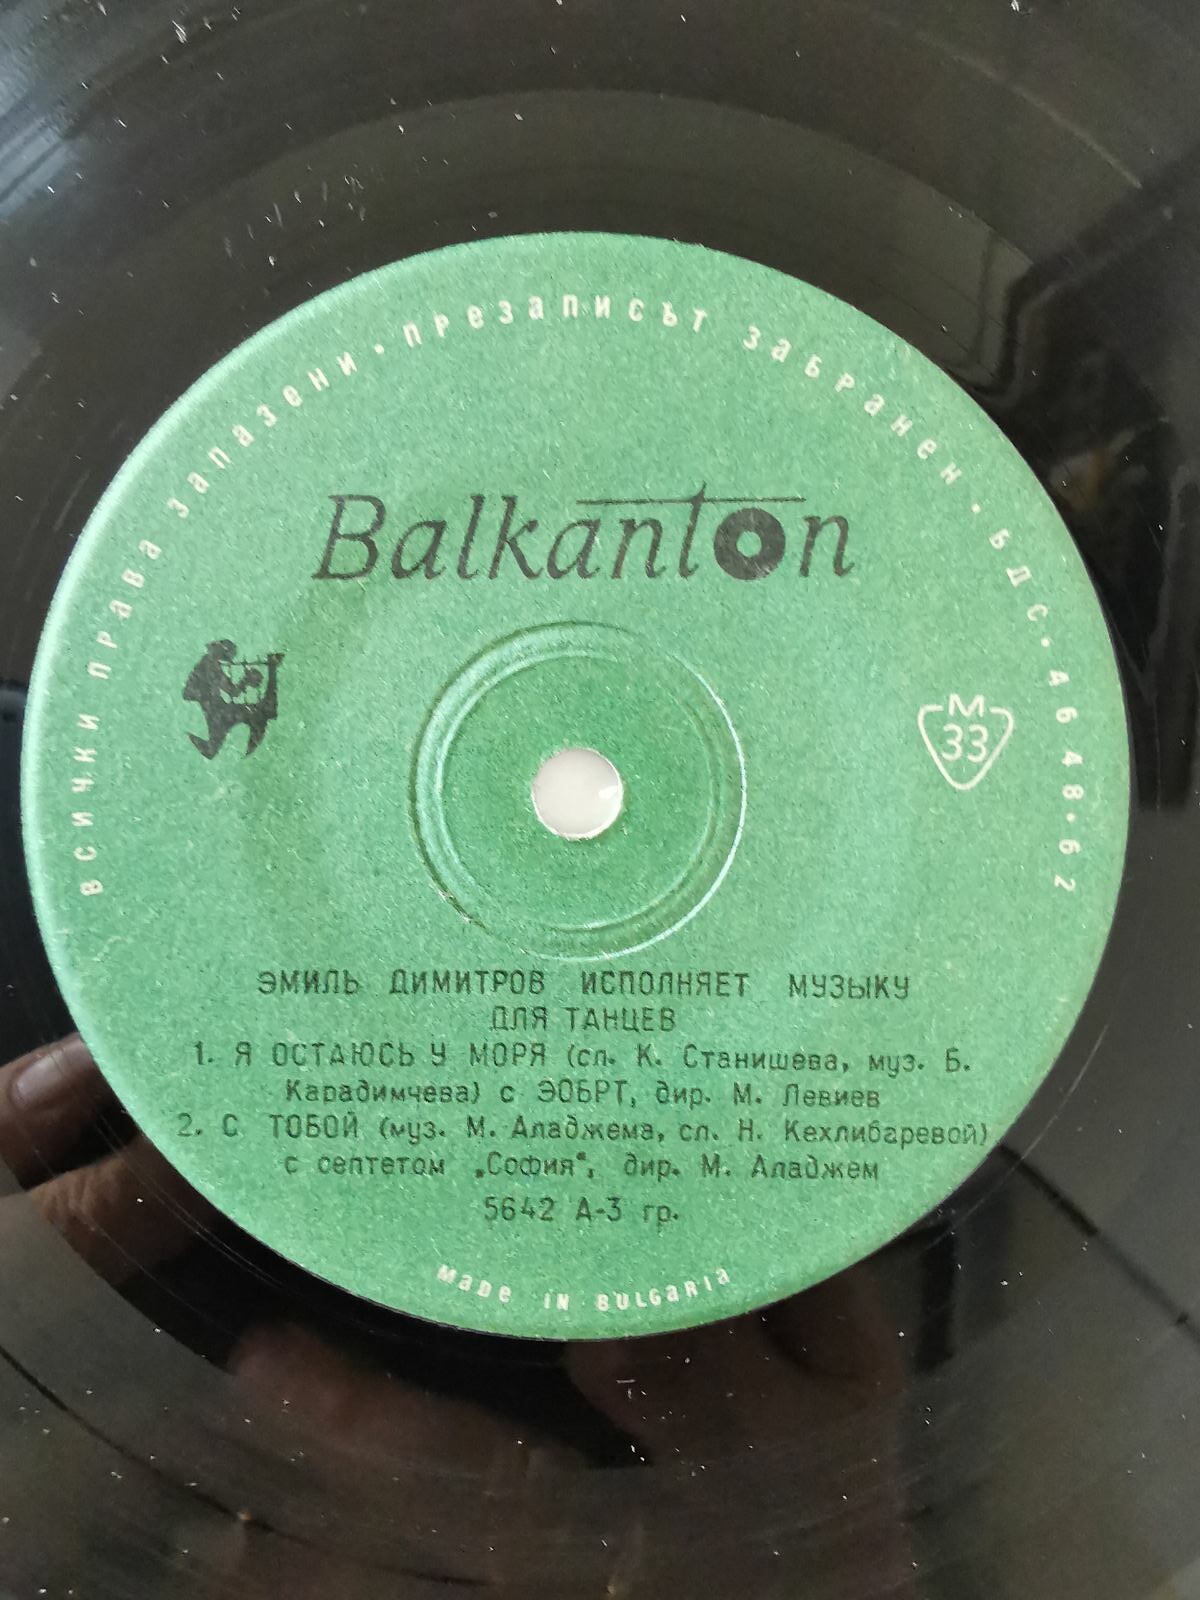 всички права запазени • презаписът забранен • БДС • 4648 • 62
Balkanton
M
33
ЭМИЛЬ ДИМИТРОВ ИСПОЛНЯЕТ МУЗЫКУ
ДЛЯ ТАНЦЕВ
1. Я ОСТАЮСЬ У МОРЯ (сл. К. Станишева, муз. Б.
Карадимчева) с ЭОБРТ, дир. М. Левиев
2. С ТОБОЙ (муз. М. Аладжема, сл. Н. Кехлибаревой)
с септетом „София“, дир. М. Аладжем
5642 А-3 гр.
MaDe IN BULGaRIa